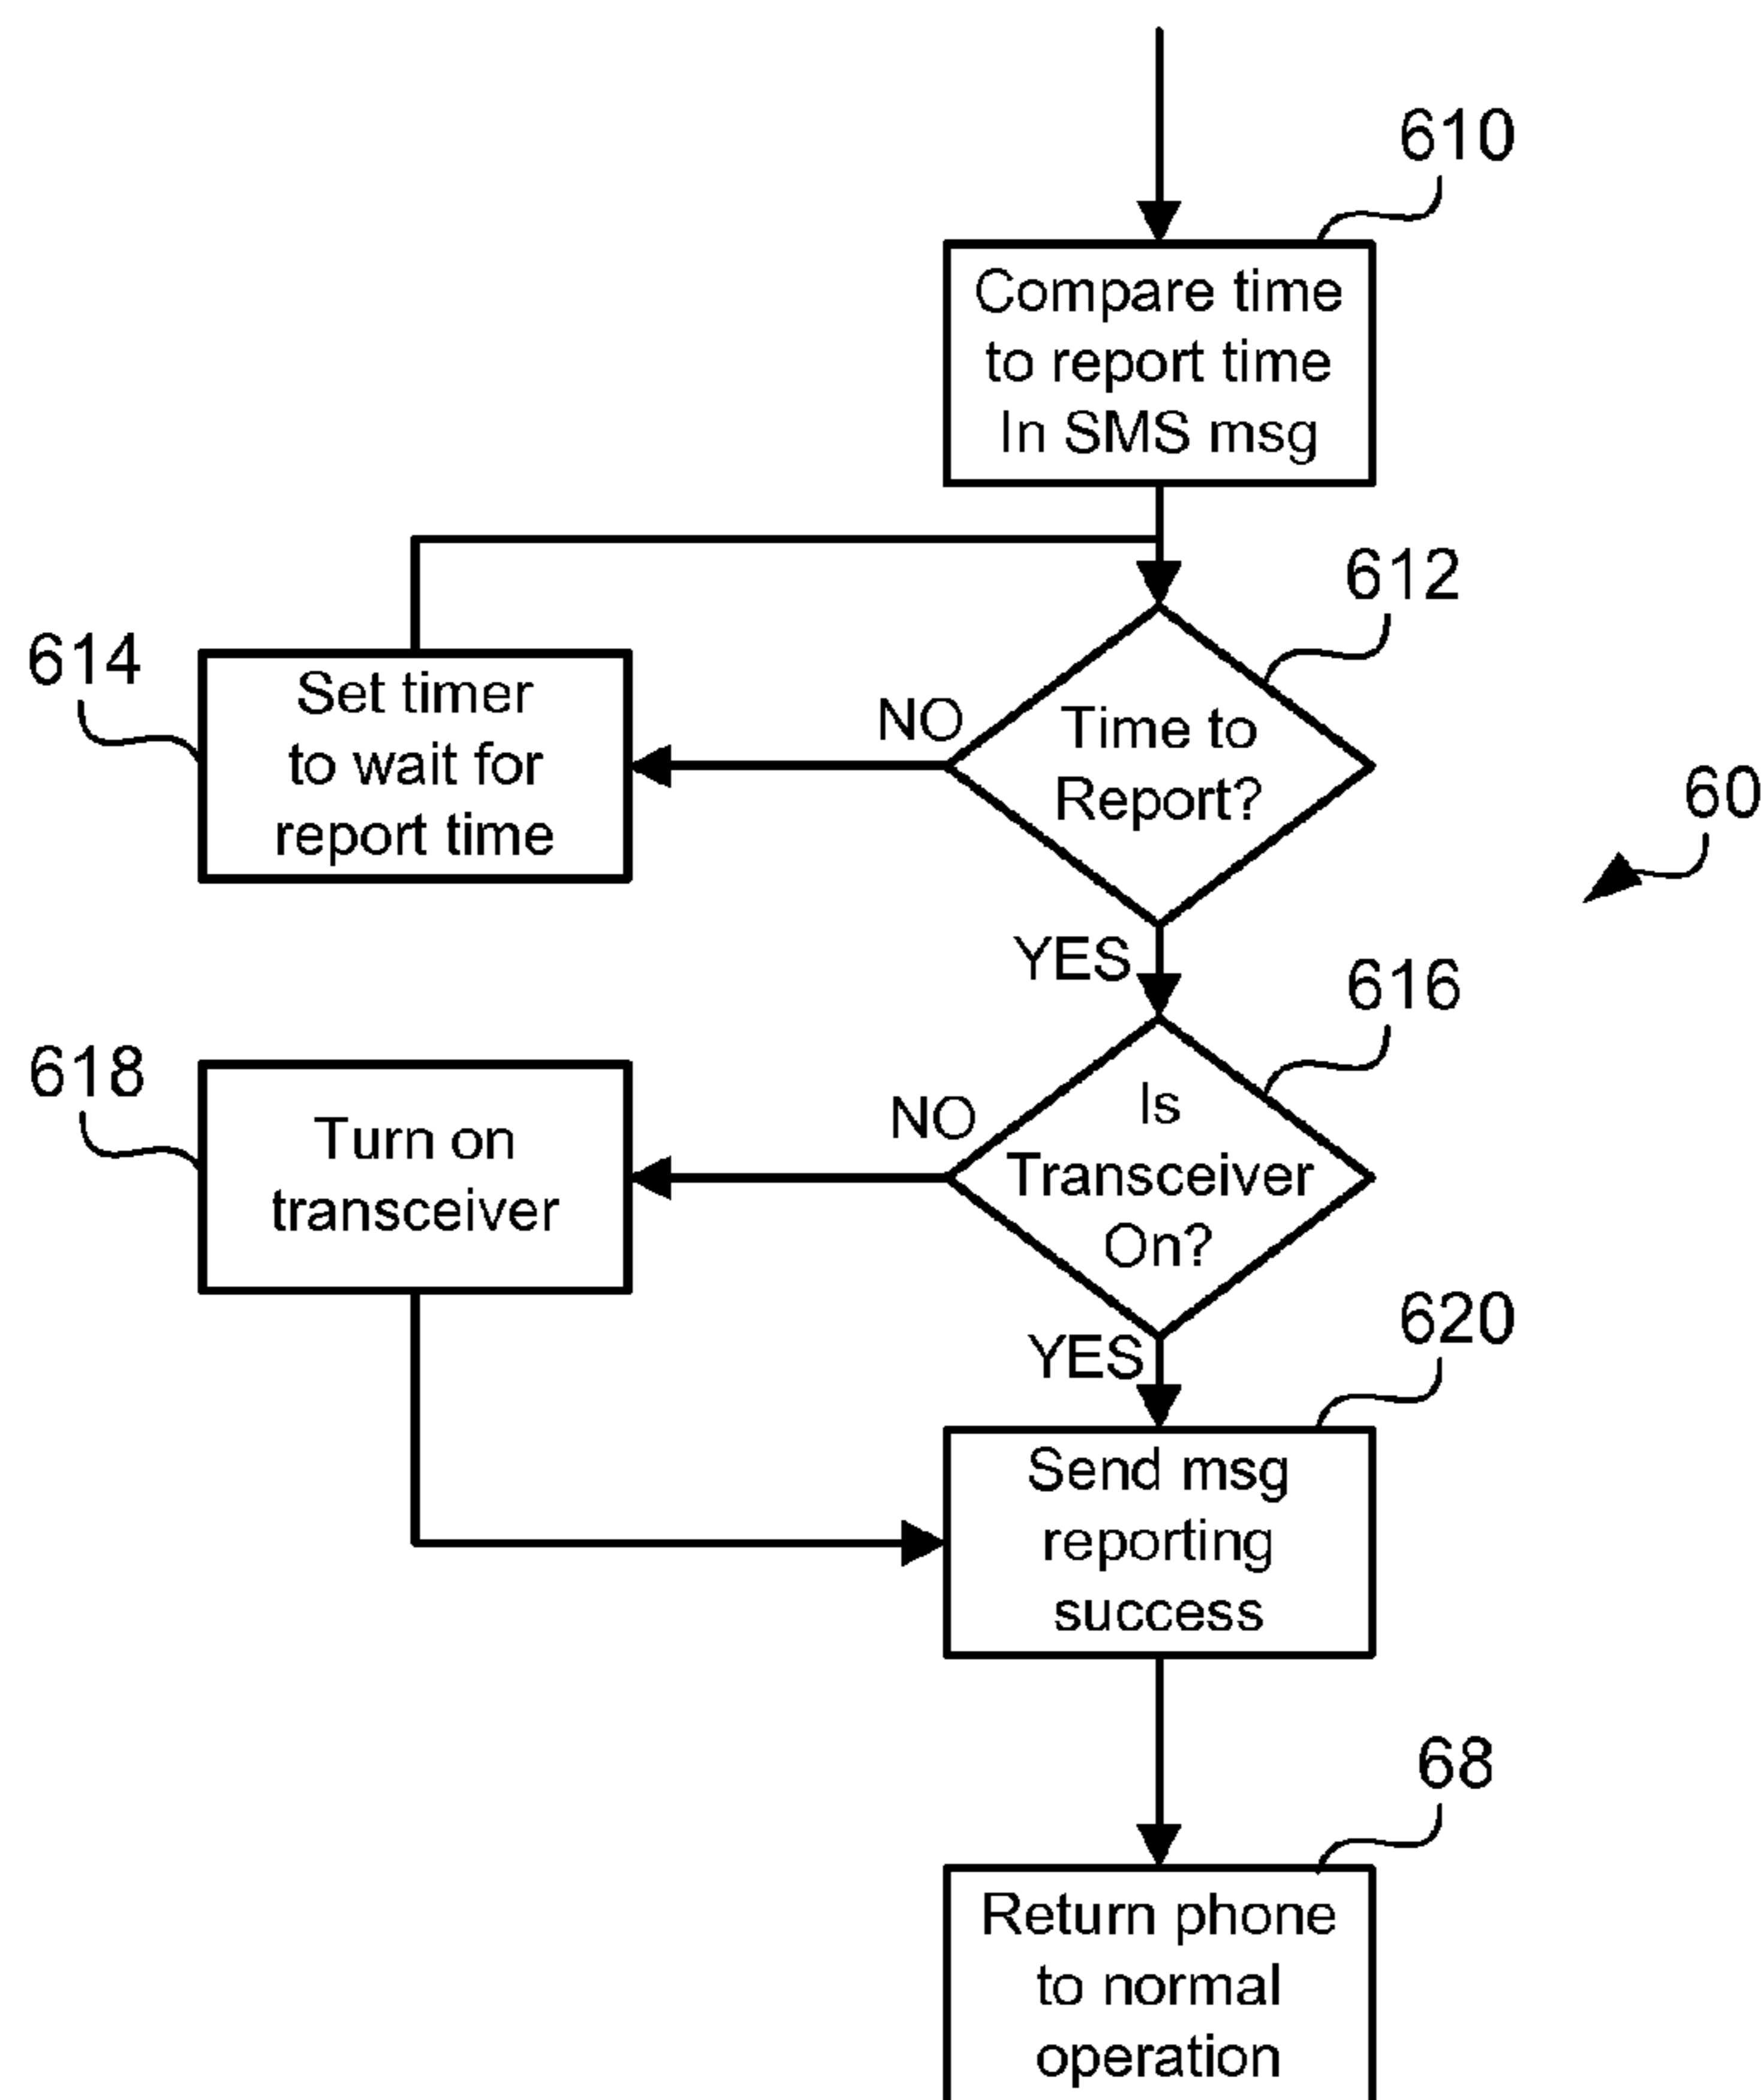 610
Compare time
to report time
In SMS msg
612
614
Set timer
to wait for
report time
NO
Time to
Report?
60
YES
616
618
Turn on
transceiver
NO
Is
Transceiver
On?
YES
620
Send msg
reporting
success
68
Return phone
to normal
operation